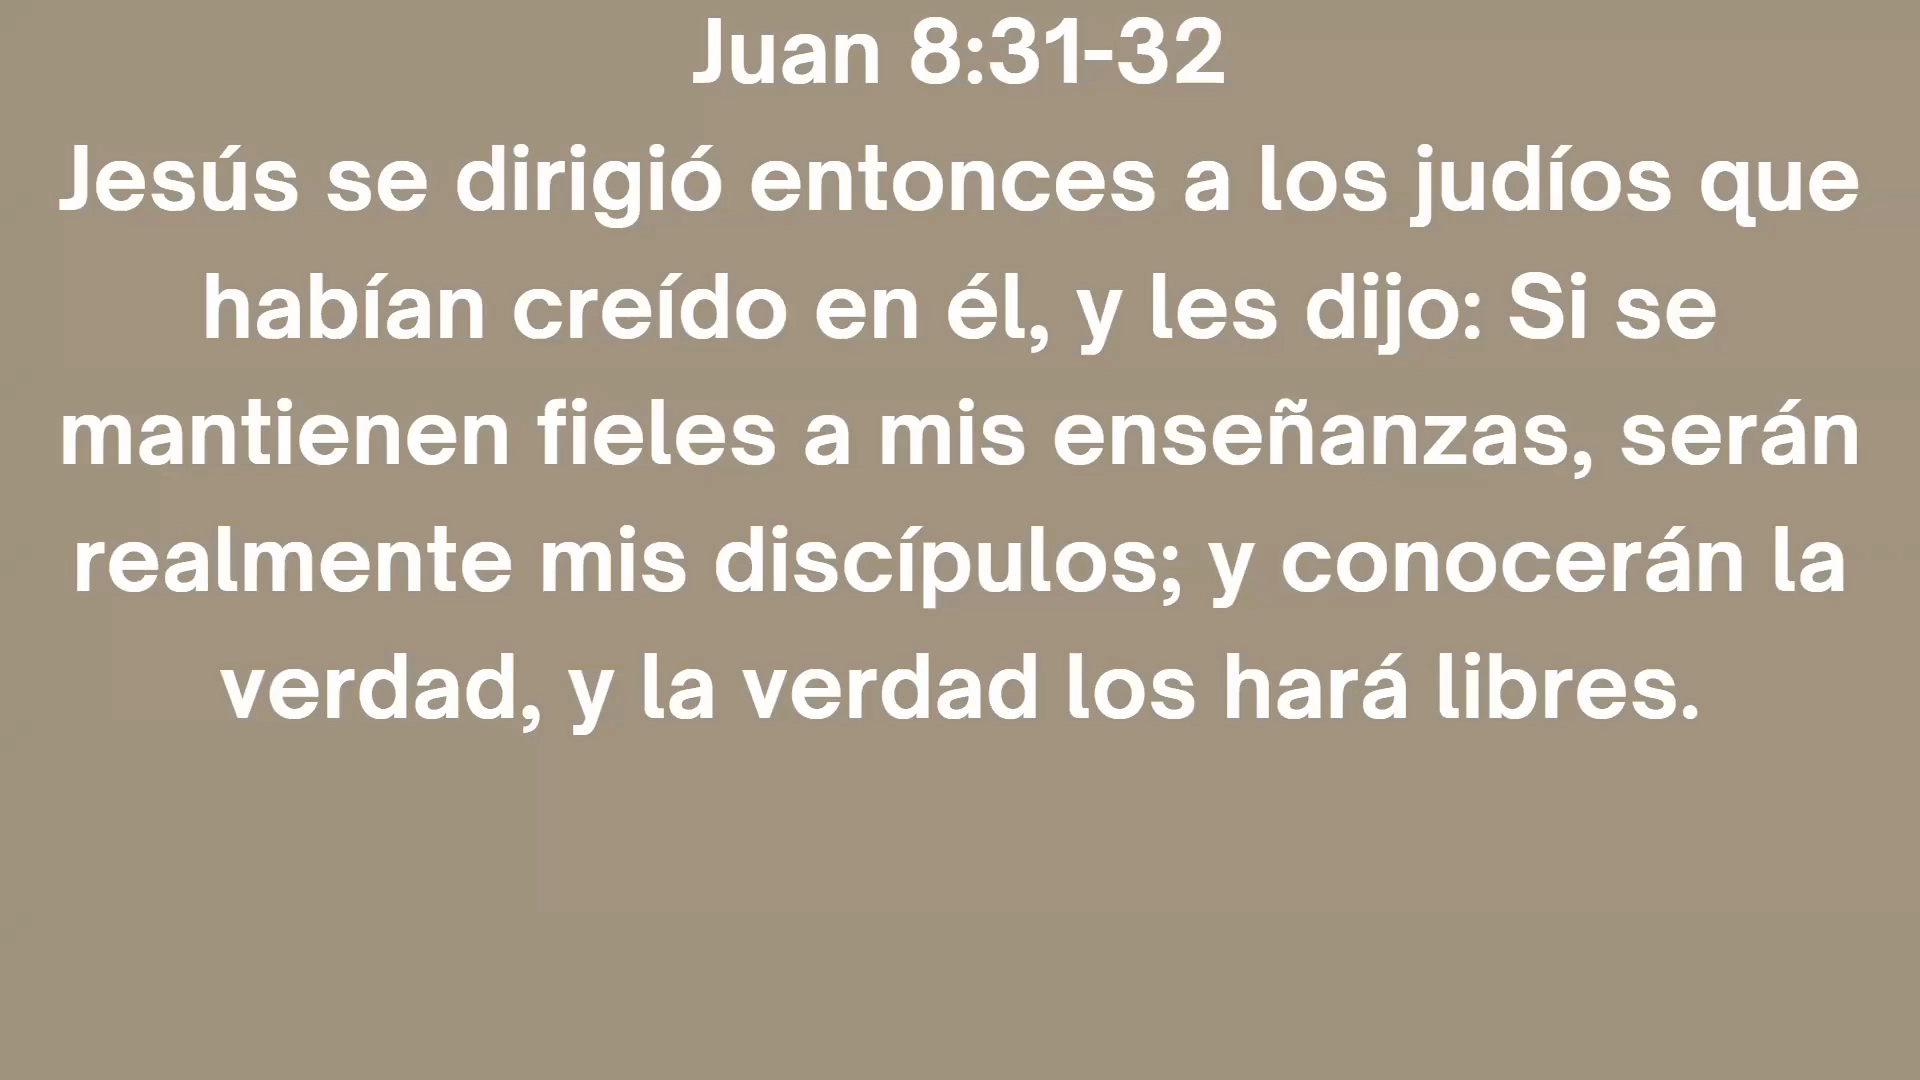 Juan 8:31-32
Jesús se dirigió entonces a los judíos que
habían creído en él, y les dijo: Si se
mantienen fieles a mis enseñanzas, serán
realmente mis discípulos; y conocerán la
verdad, y la verdad los hará libres.